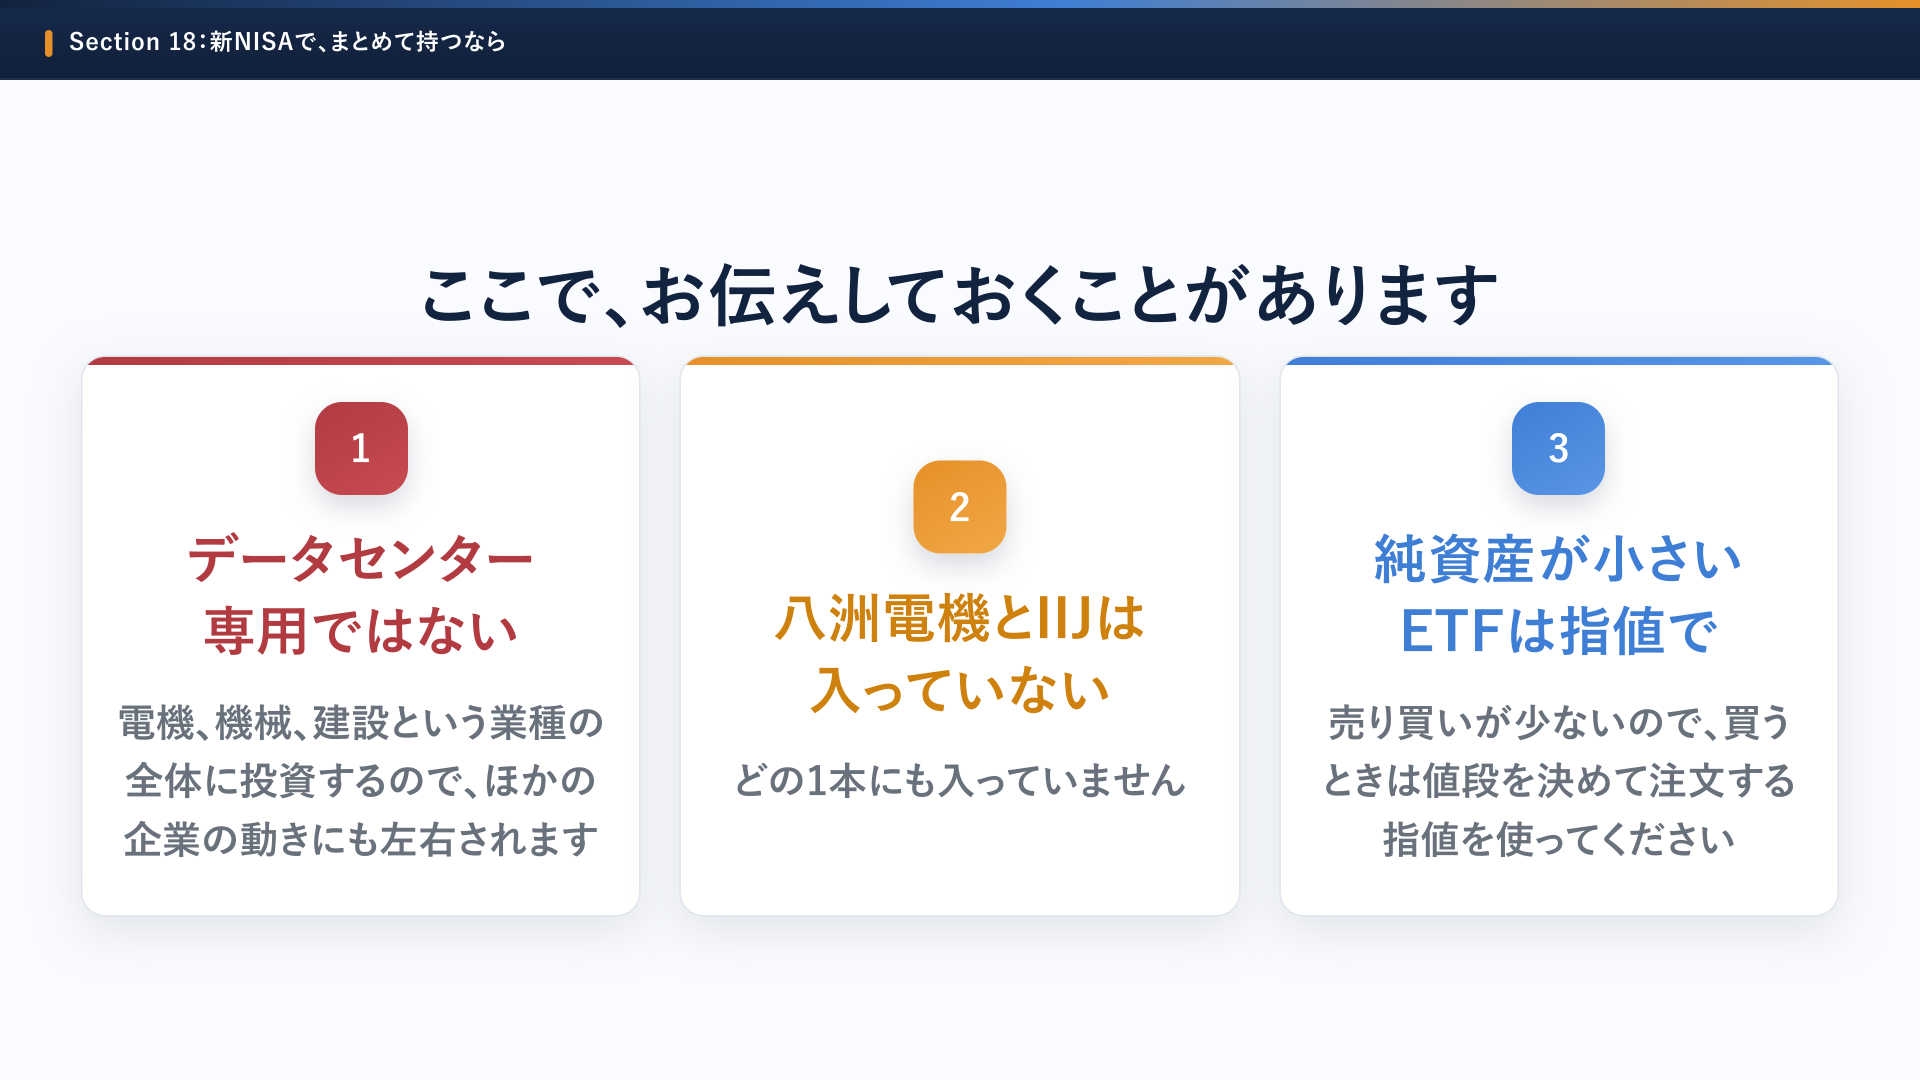 Section 18：新NISAで、まとめて持つなら
ここで、お伝えしておくことがあります
1
データセンター
専用ではない
電機、機械、建設という業種の
全体に投資するので、ほかの
企業の動きにも左右されます
2
八洲電機とIIJは
入っていない
どの1本にも入っていません
3
純資産が小さい
ETFは指値で
売り買いが少ないので、買う
ときは値段を決めて注文する
指値を使ってください